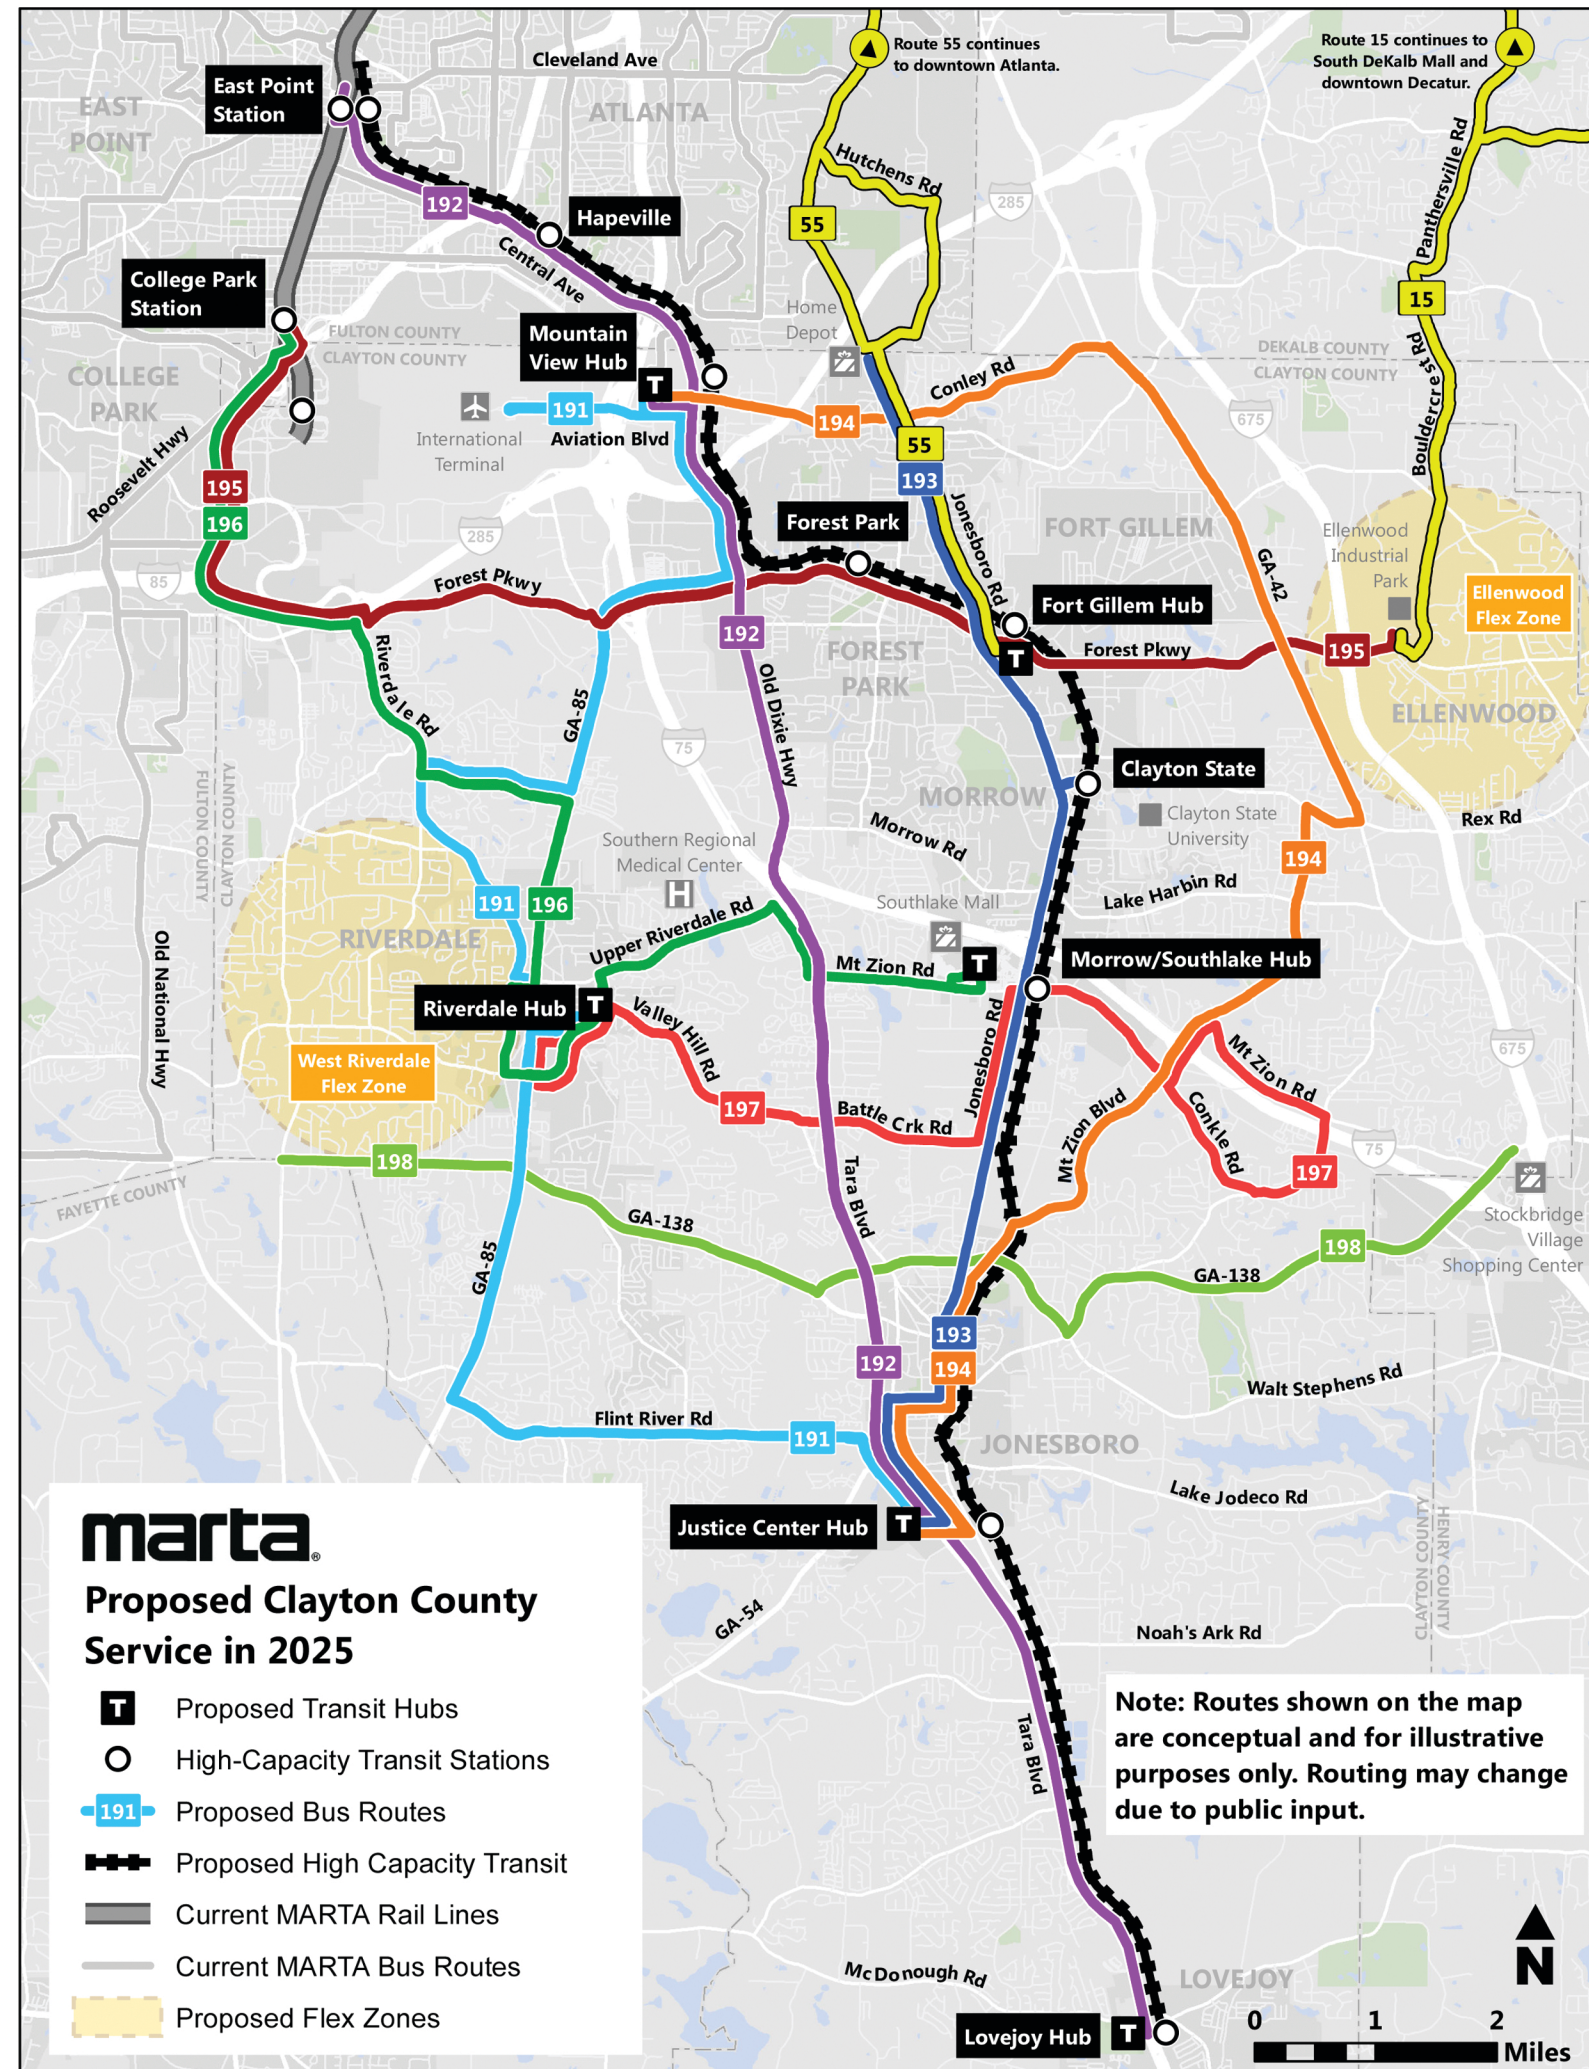 Cleveland Ave
Route 55 continues
to downtown Atlanta.
Route 15 continues to
South DeKalb Mall and
downtown Decatur.
East Point
Station
EAST
POINT
ATLANTA
Hutchens Rd
Panthersville Rd
192
Hapeville
55
285
Central Ave
College Park
Station
15
Home
Depot
FULTON COUNTY
CLAYTON COUNTY
Mountain
View Hub
T
DEKALB COUNTY
CLAYTON COUNTY
COLLEGE
PARK
Conley Rd
Bouldercrest Rd
191
194
675
International
Terminal
Aviation Blvd
55
193
Roosevelt Hwy
195
196
Jonesboro Rd
Forest Park
FORT GILLEM
285
Ellenwood
Industrial
Park
GA-42
85
Forest Pkwy
Ellenwood
Flex Zone
Fort Gillem Hub
192
T
Forest Pkwy
195
FOREST
PARK
Riverdale Rd
Old Dixie Hwy
GA-85
ELLENWOOD
75
Clayton State
FULTON COUNTY
CLAYTON COUNTY
MORROW
Clayton State
University
Rex Rd
Morrow Rd
Southern Regional
Medical Center
H
194
Lake Harbin Rd
191
196
Southlake Mall
Upper Riverdale Rd
RIVERDALE
Old National Hwy
Mt Zion Rd
T
Morrow/Southlake Hub
Riverdale Hub
T
Valley Hill Rd
Jonesboro Rd
Mt Zion Rd
675
West Riverdale
Flex Zone
197
Battle Crk Rd
Mt Zion Blvd
Conkle Rd
75
198
197
FAYETTE COUNTY
Tara Blvd
Stockbridge
Village
Shopping Center
GA-138
198
GA-85
GA-138
193
192
194
Walt Stephens Rd
Flint River Rd
191
JONESBORO
Lake Jodeco Rd
CLAYTON COUNTY
HENRY COUNTY
Justice Center Hub
T
GA-54
Noah's Ark Rd
marta®
Proposed Clayton County
Service in 2025
T
Proposed Transit Hubs
High-Capacity Transit Stations
191
Proposed Bus Routes
Proposed High Capacity Transit
Current MARTA Rail Lines
Current MARTA Bus Routes
Proposed Flex Zones
Tara Blvd
Note: Routes shown on the map
are conceptual and for illustrative
purposes only. Routing may change
due to public input.
McDonough Rd
LOVEJOY
N
Lovejoy Hub
T
0 1 2
Miles